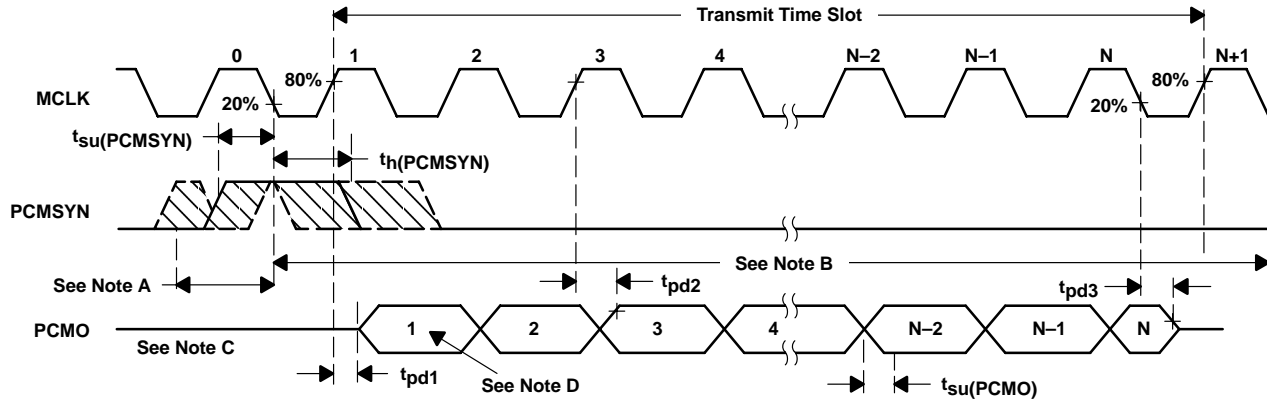 Transmit Time Slot
0 1 2 3 4 N–2 N–1 N N+1
80% 80%
MCLK
20% 20%
tsu(PCMSYN)
th(PCMSYN)
PCMSYN
See Note A
See Note B
tpd2
tpd3
PCMO
1 2 3 4 N–2 N–1 N
See Note C
tpd1
See Note D
tsu(PCMO)